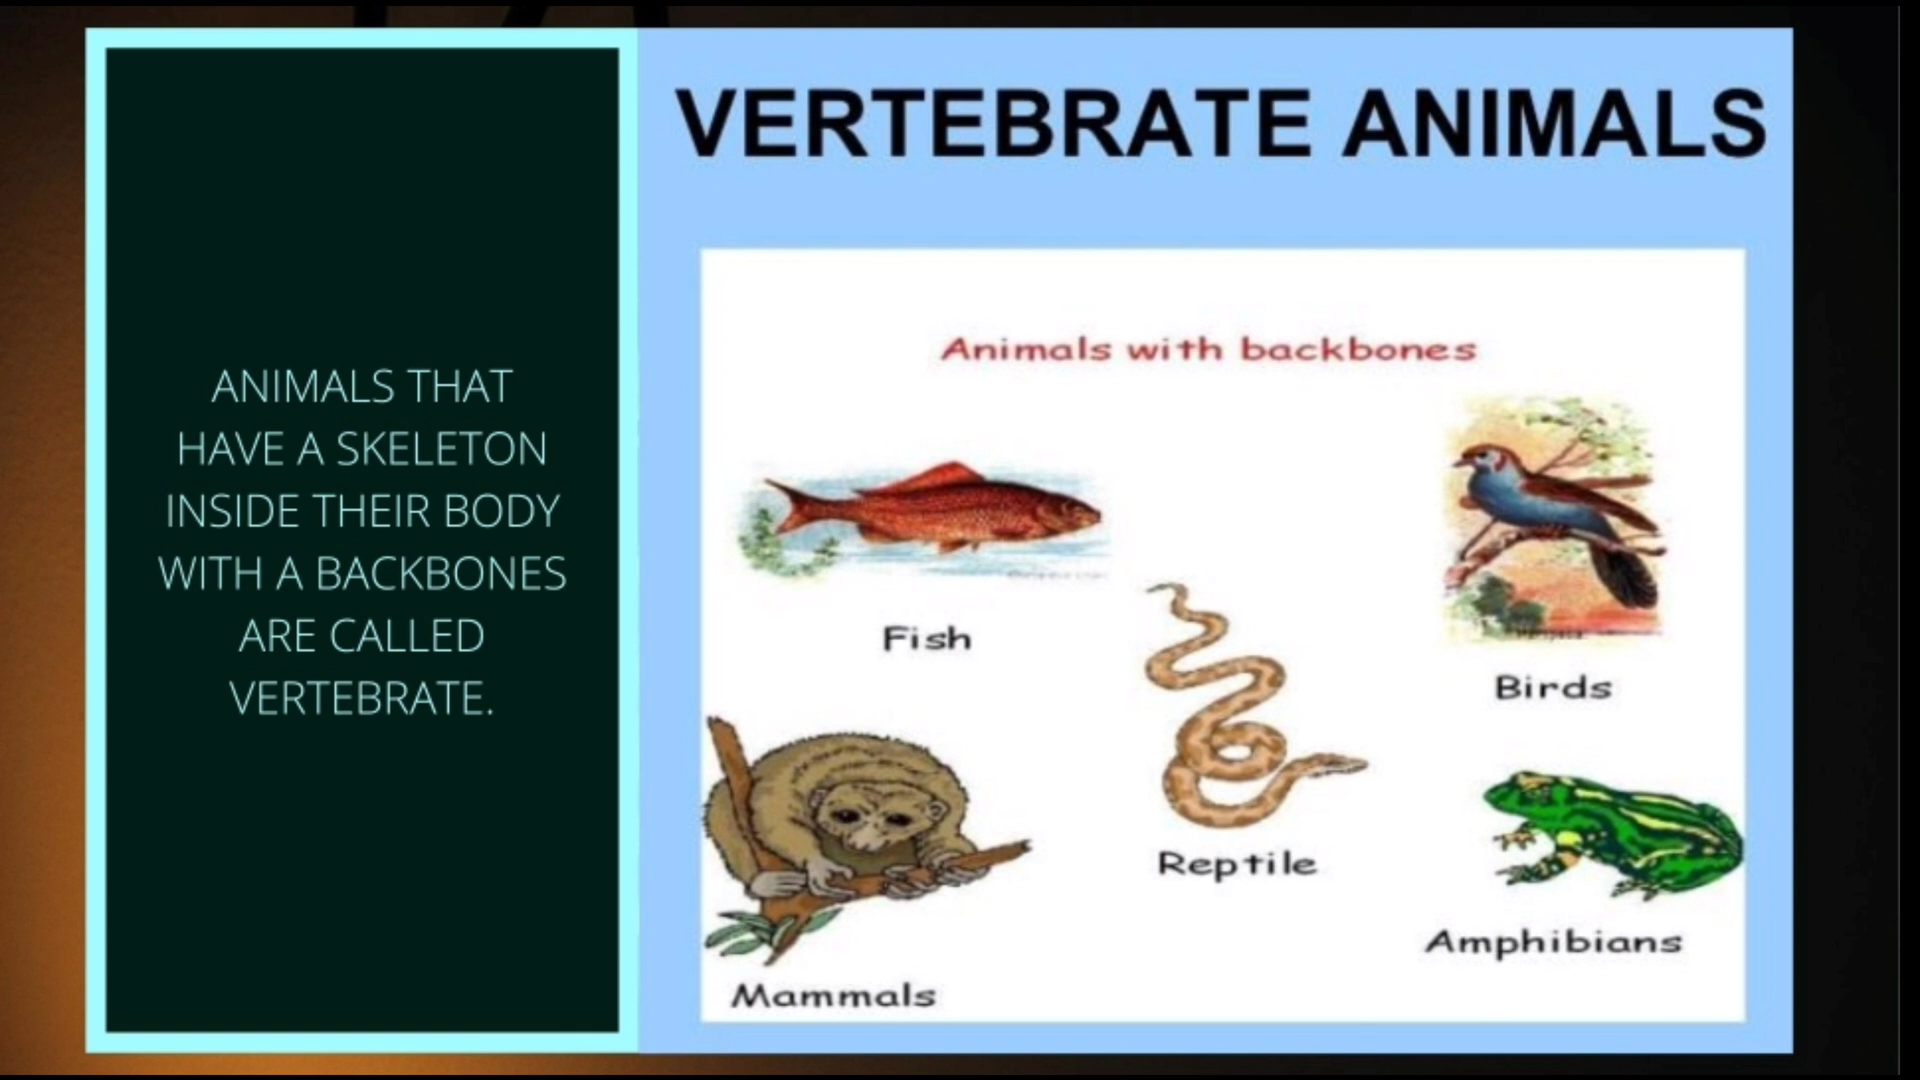 ANIMALS THAT
HAVE A SKELETON
INSIDE THEIR BODY
WITH A BACKBONES
ARE CALLED
VERTEBRATE.
VERTEBRATE ANIMALS
Animals with backbones
Fish
Birds
Reptile
Amphibians
Mammals